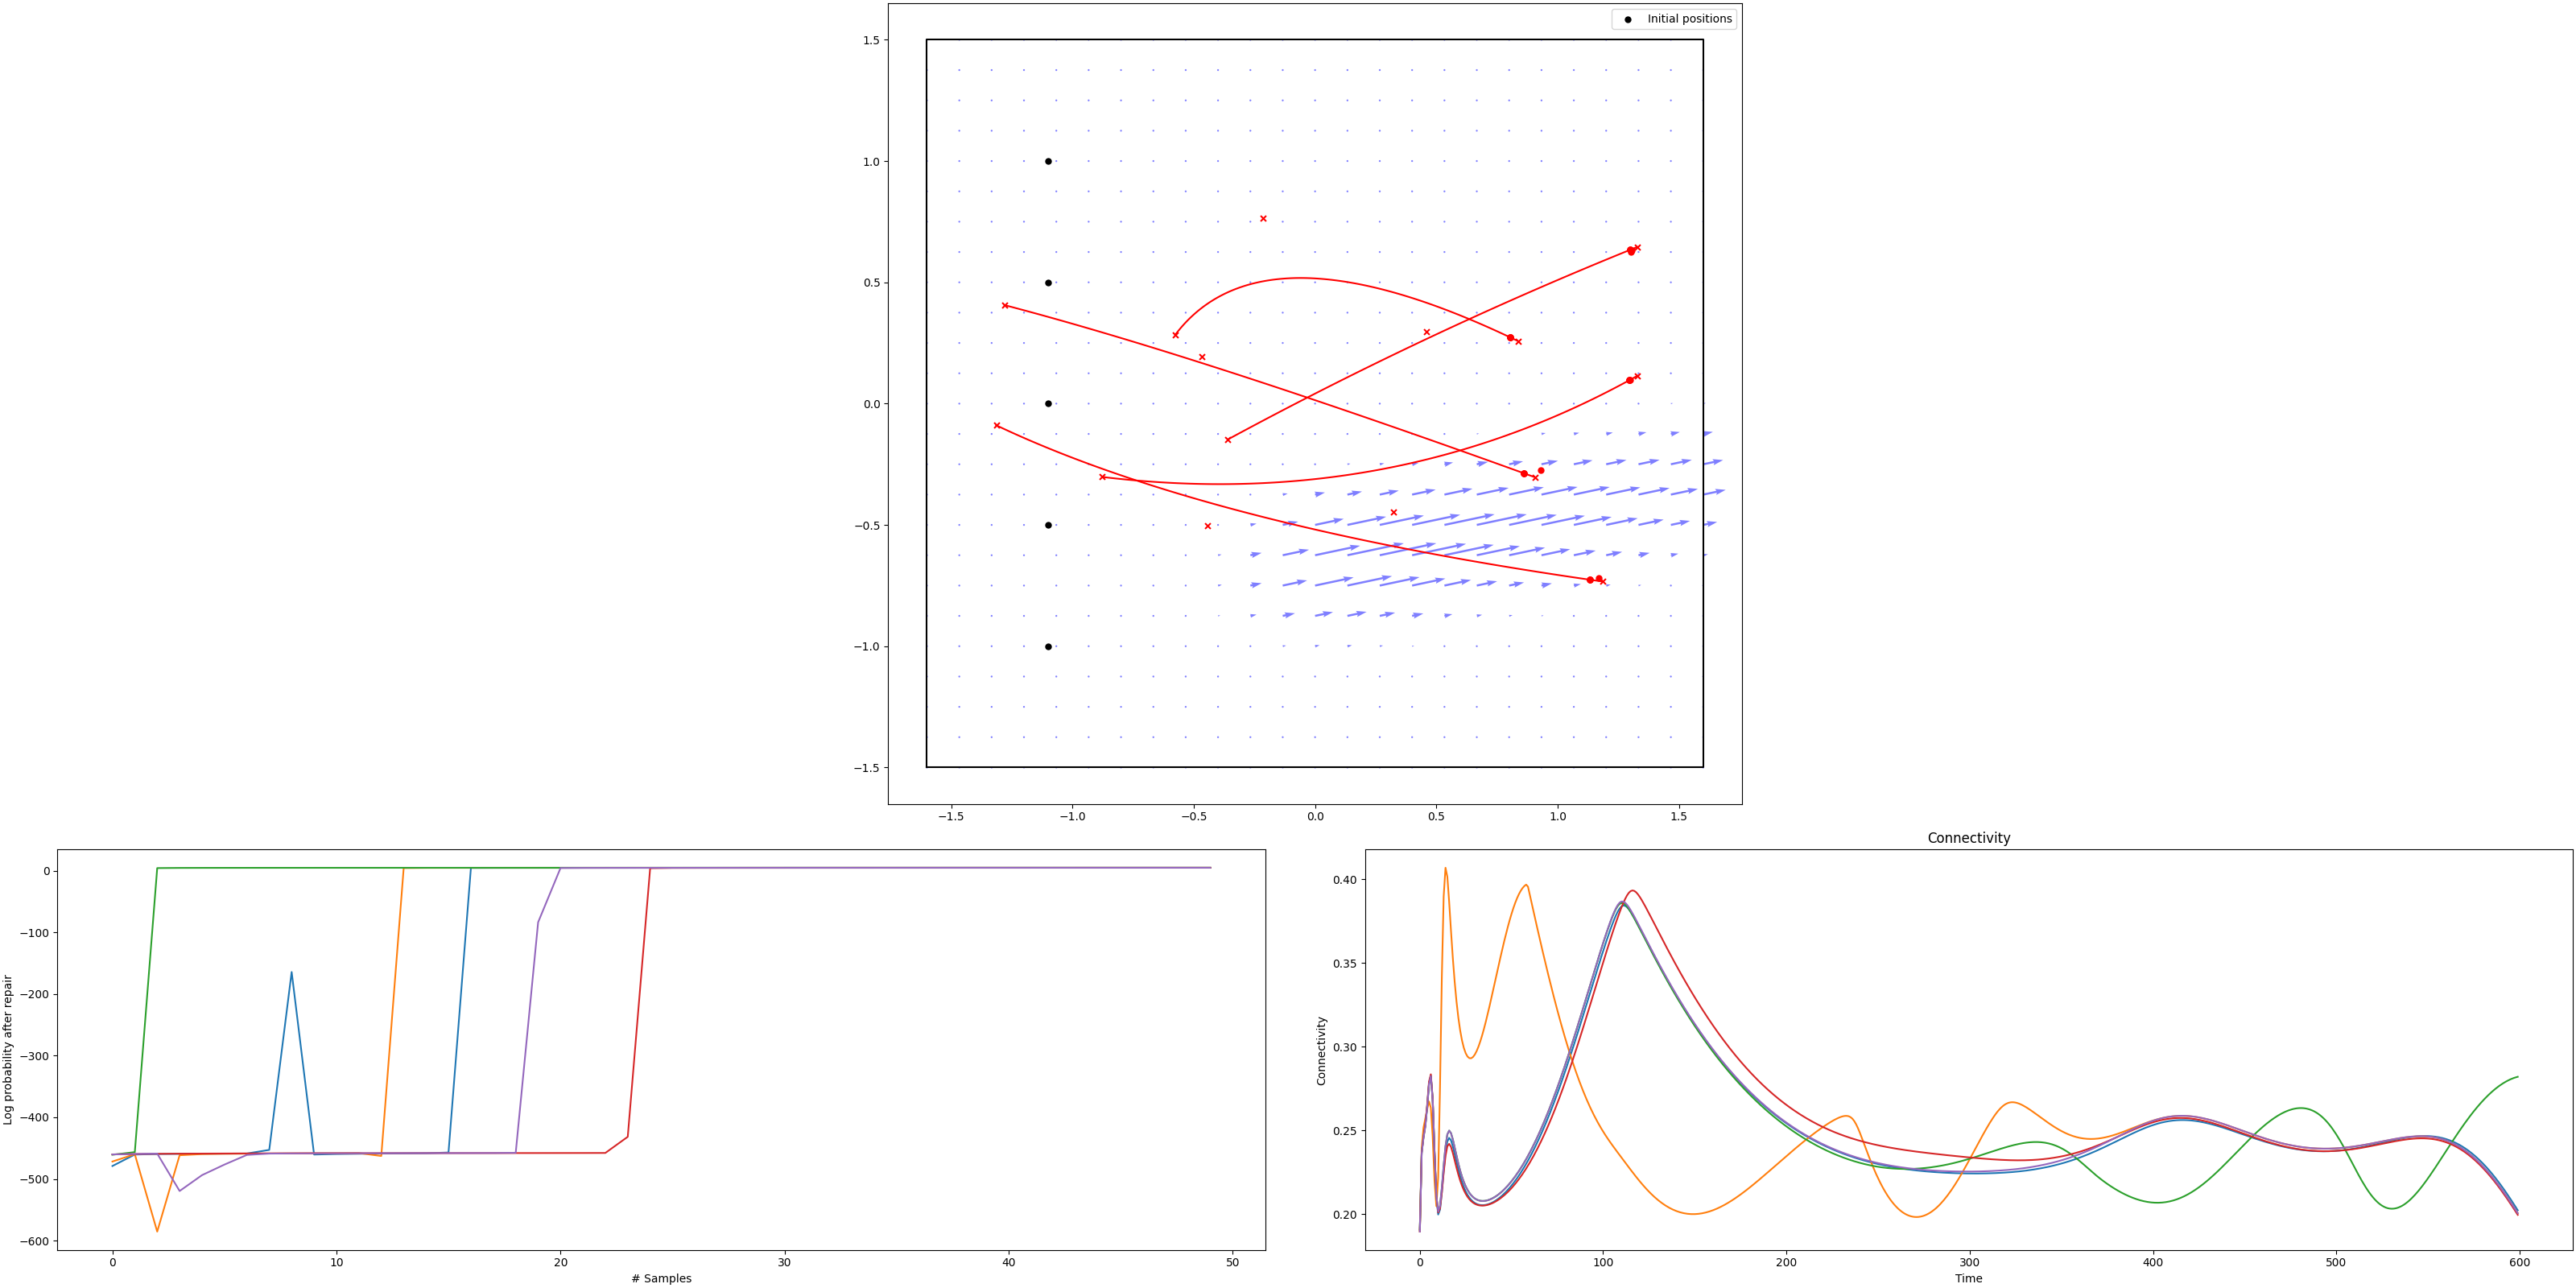 Initial positions
1.5
1.0
0.5
0.0
−0.5
−1.0
−1.5
−1.5 −1.0 −0.5 0.0 0.5 1.0 1.5
Log probability after repair
0
−100
−200
−300
−400
−500
−600
0 10 20 30 40 50
# Samples
Connectivity
Connectivity
0.40
0.35
0.30
0.25
0.20
0 100 200 300 400 500 600
Time